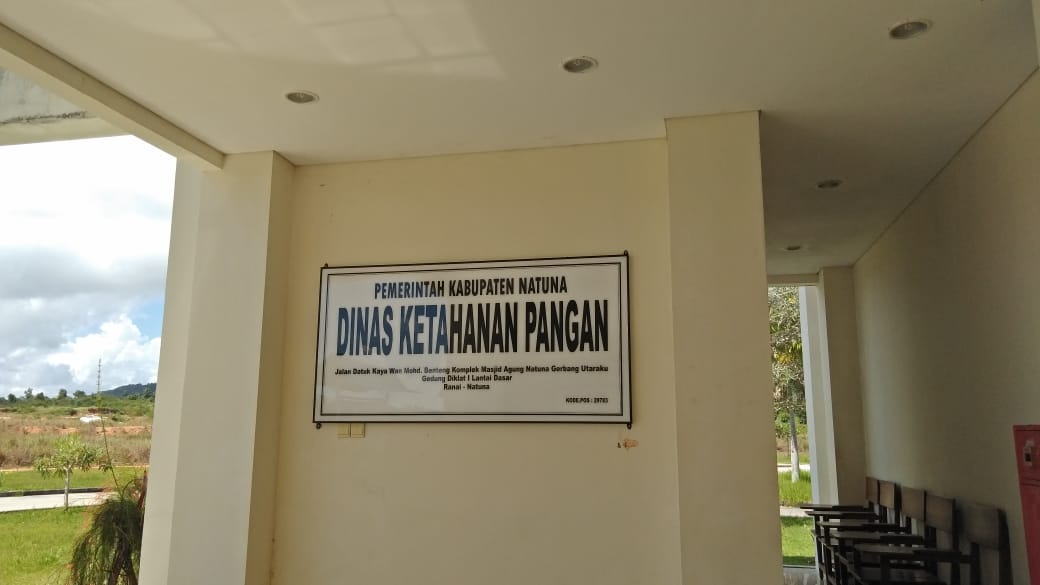 PEMERINTAH KABUPATEN NATUNA
DINAS KETAHANAN PANGAN
Jalan Datuk Kaya Wan Mohd. Benteng Komplek Masjid Agung Natuna Gerbang Utaraku
Gedung Diklat I Lantai Dasar
Ranai - Natuna
KODE.POS : 29783